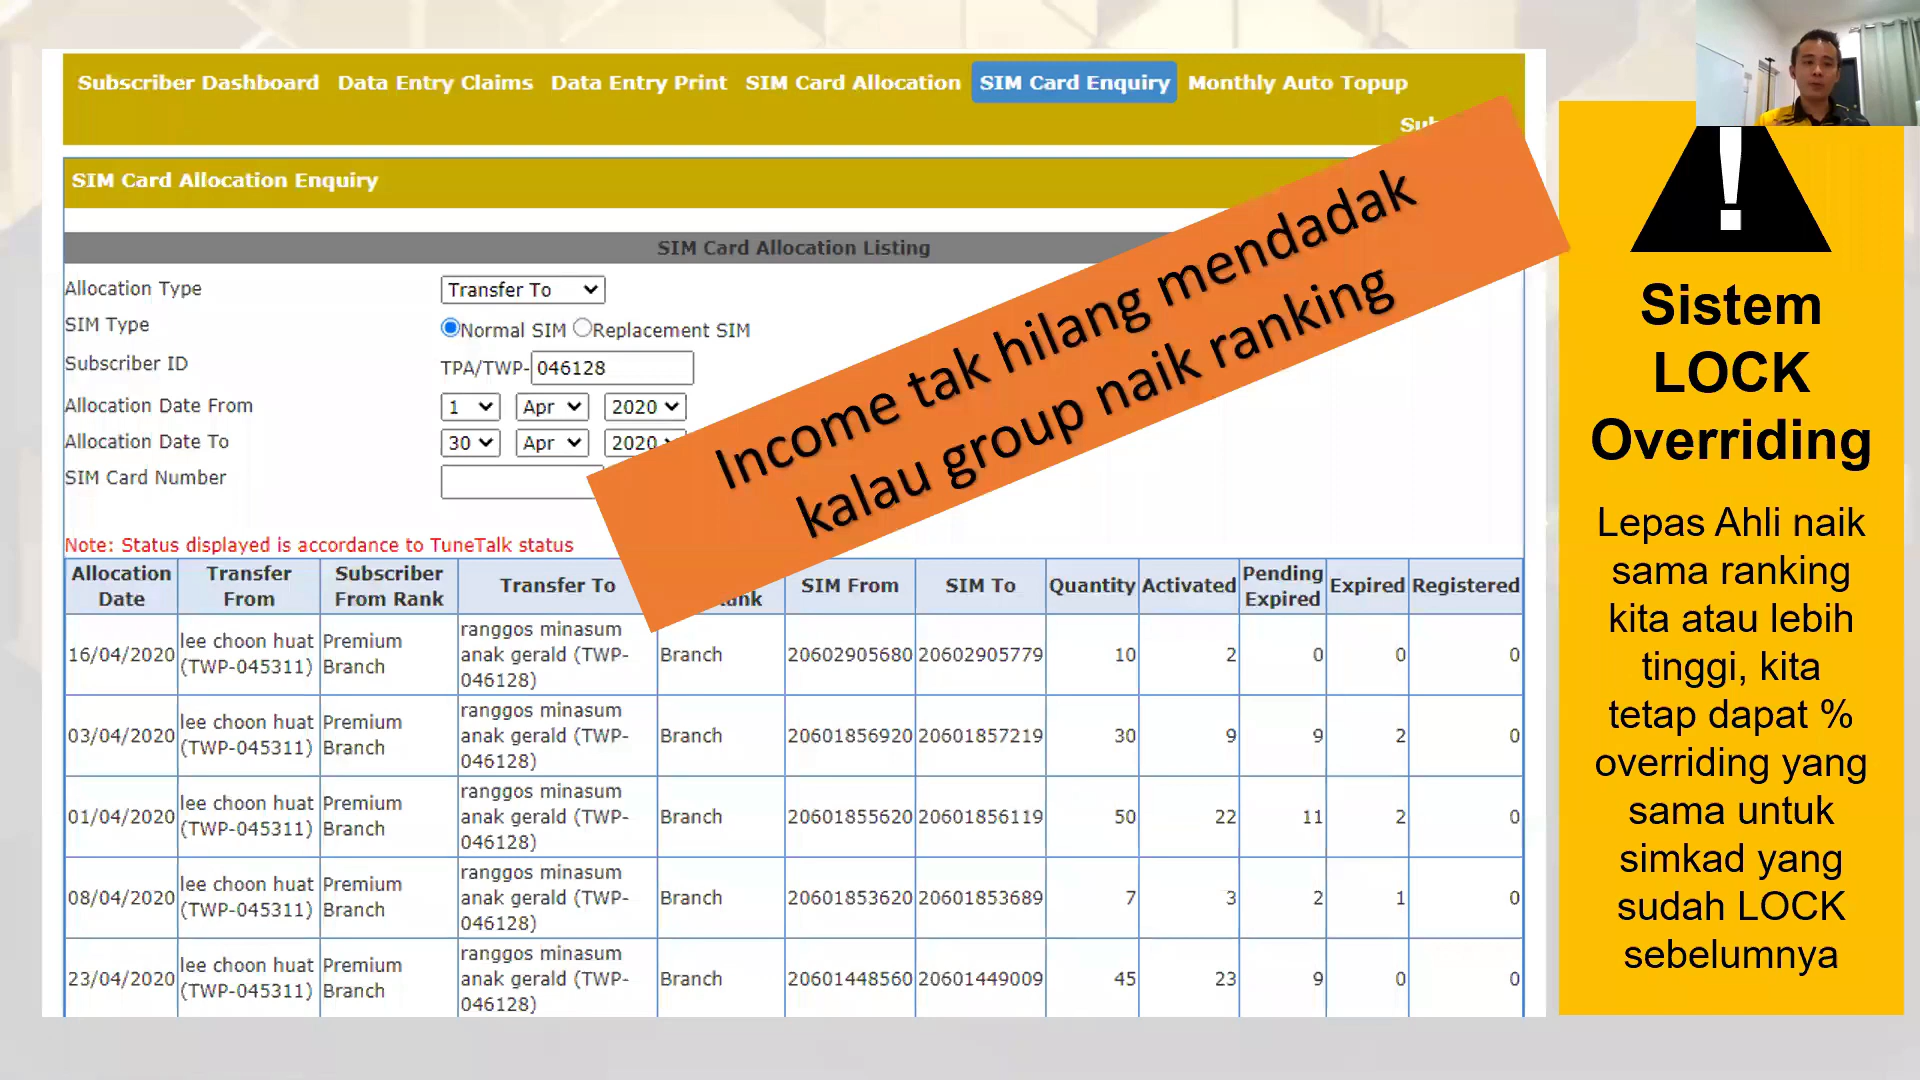 Subscriber Dashboard Data Entry Claims Data Entry Print SIM Card Allocation SIM Card Enquiry Monthly Auto Topup
SIM Card Allocation Enquiry
SIM Card Allocation Listing
Allocation Type Transfer To
SIM Type Normal SIM Replacement SIM
Subscriber ID TPA/TWP- 046128
Allocation Date From 1 Apr 2020
Allocation Date To 30 Apr 2020
SIM Card Number
Income tak hilang mendadak
kalau group naik ranking
Note: Status displayed is accordance to TuneTalk status
Allocation Transfer Subscriber Transfer To SIM From SIM To Quantity Activated Pending Expired Registered
Date From From Rank Expired
16/04/2020 lee choon huat (TWP-045311) Premium Branch ranggos minasum anak gerald (TWP-046128) Branch 20602905680 20602905779 10 2 0 0 0
03/04/2020 lee choon huat (TWP-045311) Premium Branch ranggos minasum anak gerald (TWP-046128) Branch 20601856920 20601857219 30 9 9 2 0
01/04/2020 lee choon huat (TWP-045311) Premium Branch ranggos minasum anak gerald (TWP-046128) Branch 20601855620 20601856119 50 22 11 2 0
08/04/2020 lee choon huat (TWP-045311) Premium Branch ranggos minasum anak gerald (TWP-046128) Branch 20601853620 20601853689 7 3 2 1 0
23/04/2020 lee choon huat (TWP-045311) Premium Branch ranggos minasum anak gerald (TWP-046128) Branch 20601448560 20601449009 45 23 9 0 0
!
Sistem
LOCK
Overriding
Lepas Ahli naik
sama ranking
kita atau lebih
tinggi, kita
tetap dapat %
overriding yang
sama untuk
simkad yang
sudah LOCK
sebelumnya